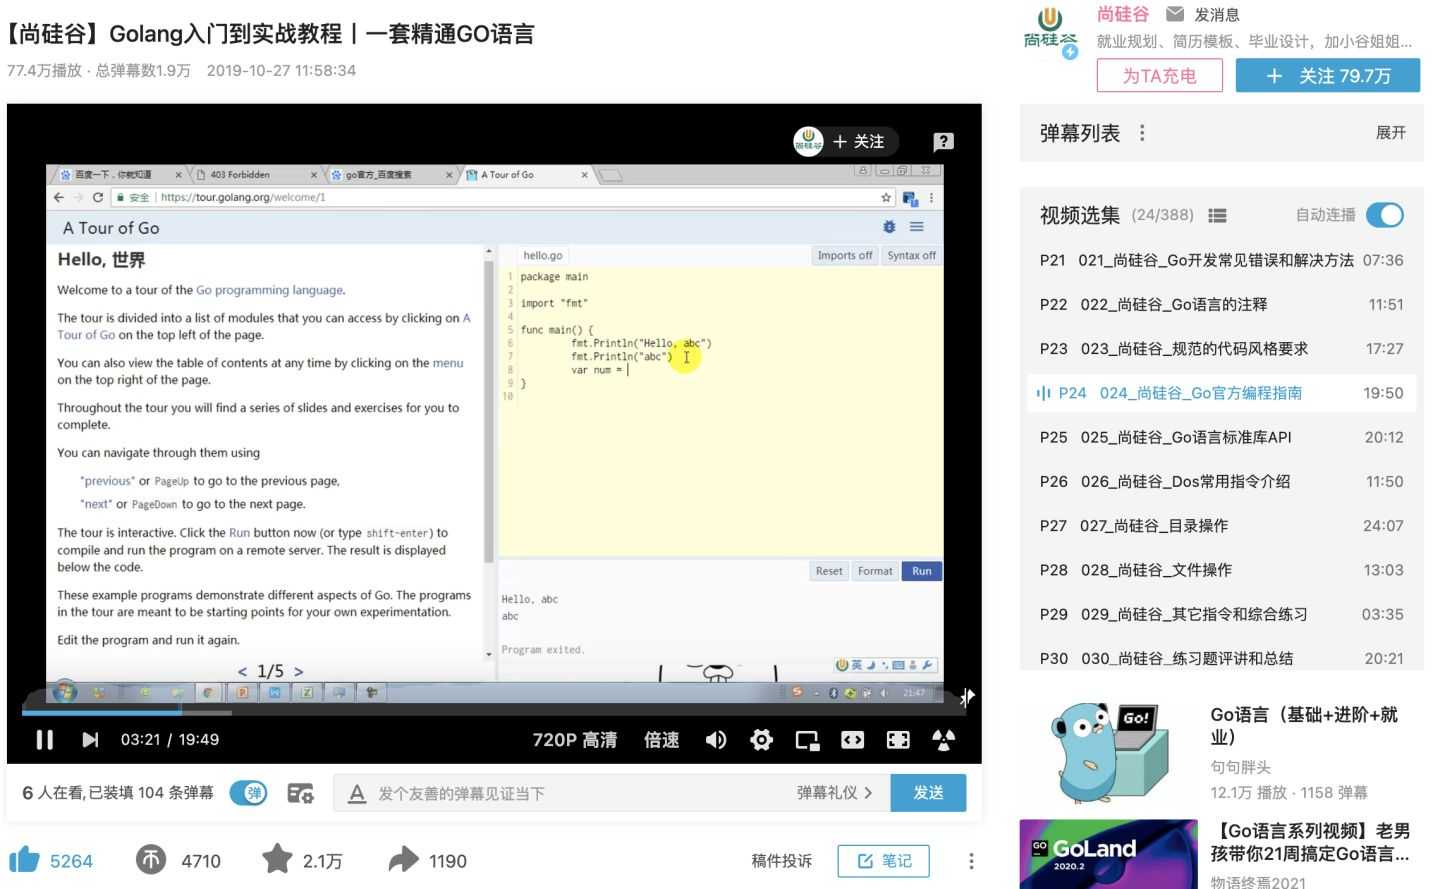 【尚硅谷】Golang入门到实战教程丨一套精通GO语言
77.4万播放 · 总弹幕数1.9万 2019-10-27 11:58:34
尚硅谷
尚硅谷 发消息
就业规划、简历模板、毕业设计，加小谷姐姐...
为TA充电
+ 关注 79.7万
尚硅谷 + 关注
百度一下，你就知道
403 Forbidden
go官方_百度搜索
A Tour of Go
安全 | https://tour.golang.org/welcome/1
A Tour of Go
Hello, 世界
Welcome to a tour of the Go programming language.
The tour is divided into a list of modules that you can access by clicking on A
Tour of Go on the top left of the page.
You can also view the table of contents at any time by clicking on the menu
on the top right of the page.
Throughout the tour you will find a series of slides and exercises for you to
complete.
You can navigate through them using
"previous" or PageUp to go to the previous page,
"next" or PageDown to go to the next page.
The tour is interactive. Click the Run button now (or type shift-enter) to
compile and run the program on a remote server. The result is displayed
below the code.
These example programs demonstrate different aspects of Go. The programs
in the tour are meant to be starting points for your own experimentation.
Edit the program and run it again.
< 1/5 >
hello.go
Imports off
Syntax off
1 package main
2
3 import "fmt"
4
5 func main() {
6 fmt.Println("Hello, abc")
7 fmt.Println("abc")
8 var num =
9 }
10
Reset
Format
Run
Hello, abc
abc
Program exited.
英
21:47
03:21 / 19:49
720P 高清
倍速
6 人在看,已装填 104 条弹幕
弹
A 发个友善的弹幕见证当下
弹幕礼仪 >
发送
5264
4710
2.1万
1190
稿件投诉
笔记
弹幕列表
展开
视频选集 (24/388)
自动连播
P21 021_尚硅谷_Go开发常见错误和解决方法 07:36
P22 022_尚硅谷_Go语言的注释 11:51
P23 023_尚硅谷_规范的代码风格要求 17:27
P24 024_尚硅谷_Go官方编程指南 19:50
P25 025_尚硅谷_Go语言标准库API 20:12
P26 026_尚硅谷_Dos常用指令介绍 11:50
P27 027_尚硅谷_目录操作 24:07
P28 028_尚硅谷_文件操作 13:03
P29 029_尚硅谷_其它指令和综合练习 03:35
P30 030_尚硅谷_练习题评讲和总结 20:21
Go!
Go语言（基础+进阶+就
业）
句句胖头
12.1万 播放 · 1158 弹幕
GO GoLand
2020.2
【Go语言系列视频】老男
孩带你21周搞定Go语言...
物语终焉2021